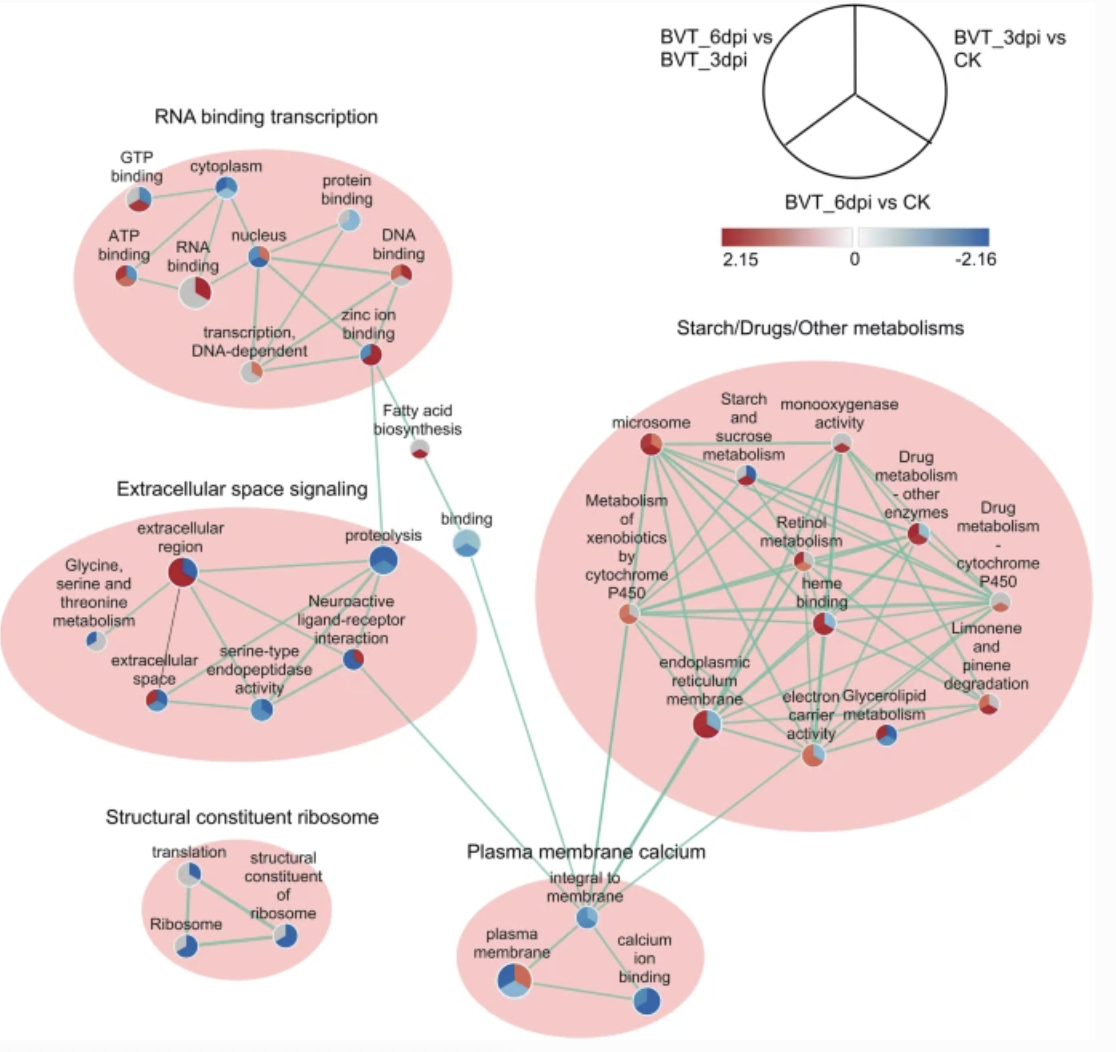 BVT_6dpi vs
BVT_3dpi
BVT_3dpi vs
CK
BVT_6dpi vs CK
2.15
0
-2.16
RNA binding transcription
GTP
binding
cytoplasm
protein
binding
ATP
binding
RNA
binding
nucleus
DNA
binding
zinc ion
binding
transcription,
DNA-dependent
Fatty acid
biosynthesis
binding
Extracellular space signaling
extracellular
region
proteolysis
Glycine,
serine and
threonine
metabolism
Neuroactive
ligand-receptor
interaction
extracellular
space
serine-type
endopeptidase
activity
Starch/Drugs/Other metabolisms
microsome
Starch
and
sucrose
metabolism
monooxygenase
activity
Drug
metabolism
- other
enzymes
Metabolism
of
xenobiotics
by
cytochrome
P450
Retinol
metabolism
Drug
metabolism
-
cytochrome
P450
heme
binding
Limonene
and
pinene
degradation
endoplasmic
reticulum
membrane
electron
carrier
activity
Glycerolipid
metabolism
Structural constituent ribosome
translation
structural
constituent
of
ribosome
Ribosome
Plasma membrane calcium
integral to
membrane
plasma
membrane
calcium
ion
binding